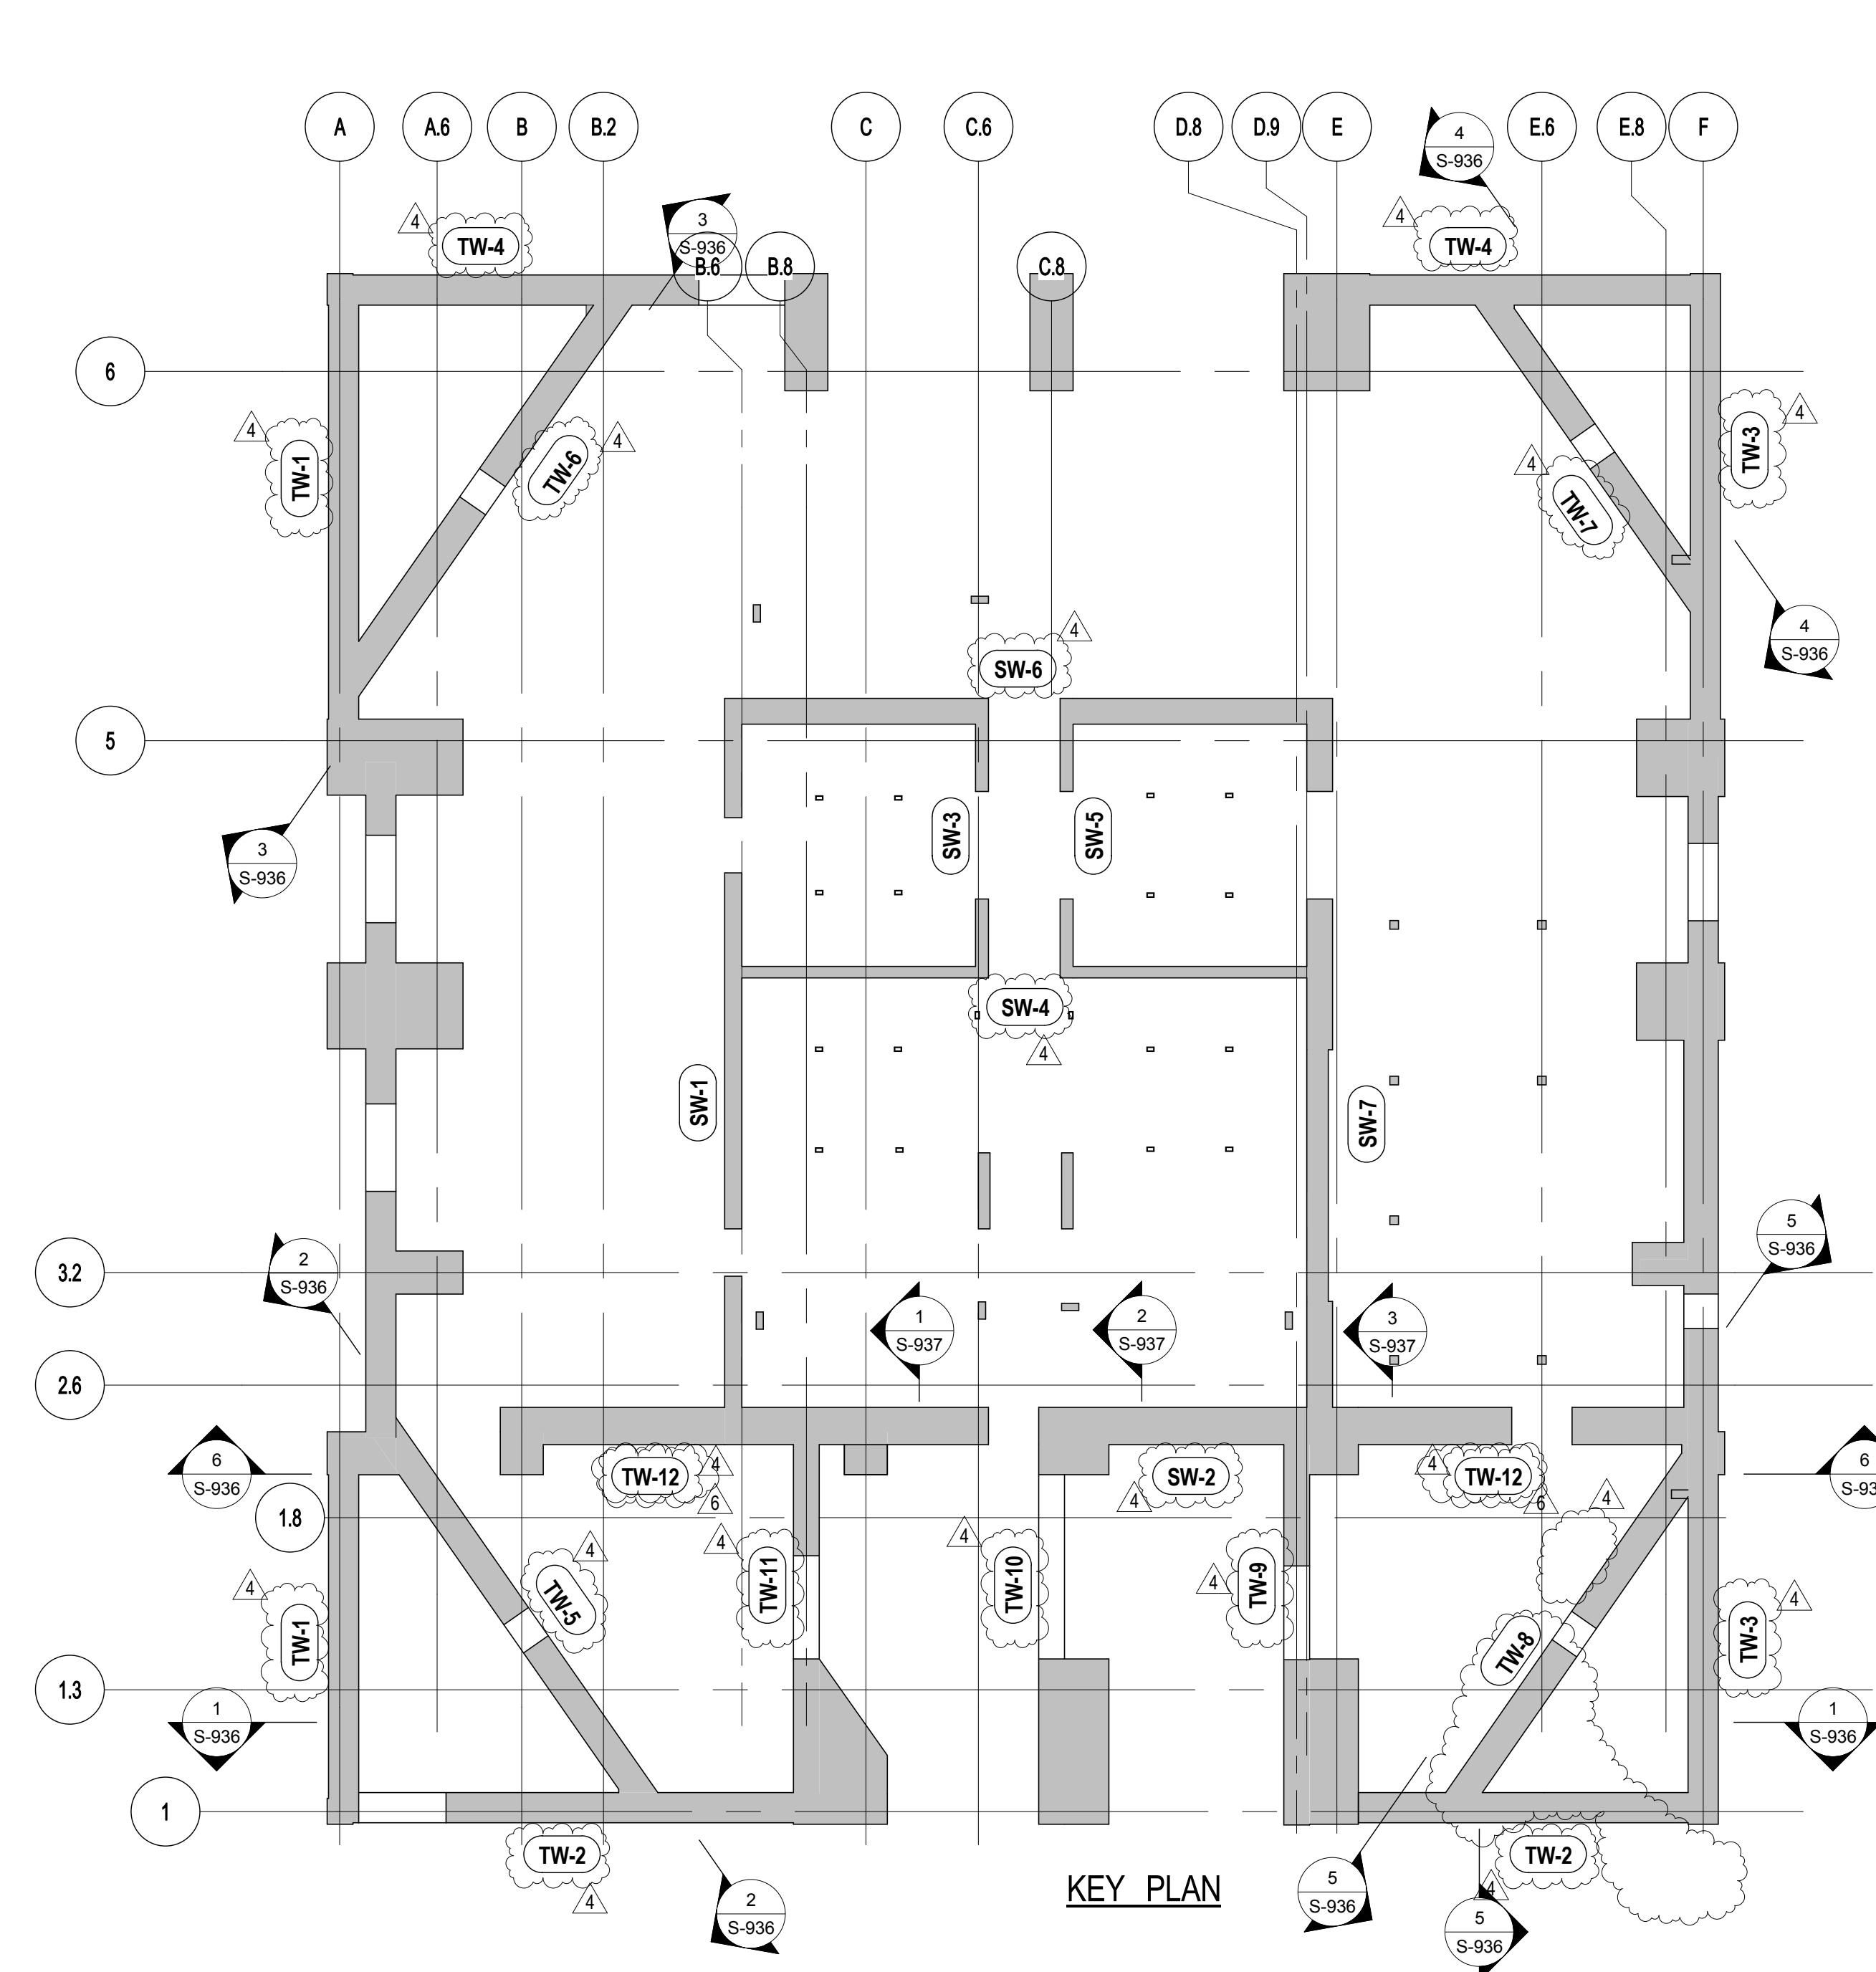 A
A.6
B
B.2
C
C.6
D.8
D.9
E
E.6
E.8
F
4
S-936
4
TW-4
3
S-936
B.6
B.8
C.8
4
TW-4
6
4
TW-1
TW-6
4
4
TW-7
TW-3
4
SW-6
4
4
S-936
5
3
S-936
SW-3
SW-5
SW-4
4
SW-1
SW-7
3.2
2
S-936
1
S-937
2
S-937
3
S-937
5
S-936
2.6
6
S-936
TW-12
4
6
SW-2
4
4
TW-12
6
4
6
S-93
1.8
4
TW-1
TW-5
4
4
TW-11
4
TW-10
4
TW-9
TW-8
TW-3
4
1.3
1
S-936
1
S-936
1
TW-2
4
2
S-936
KEY PLAN
5
S-936
TW-2
4
5
S-936